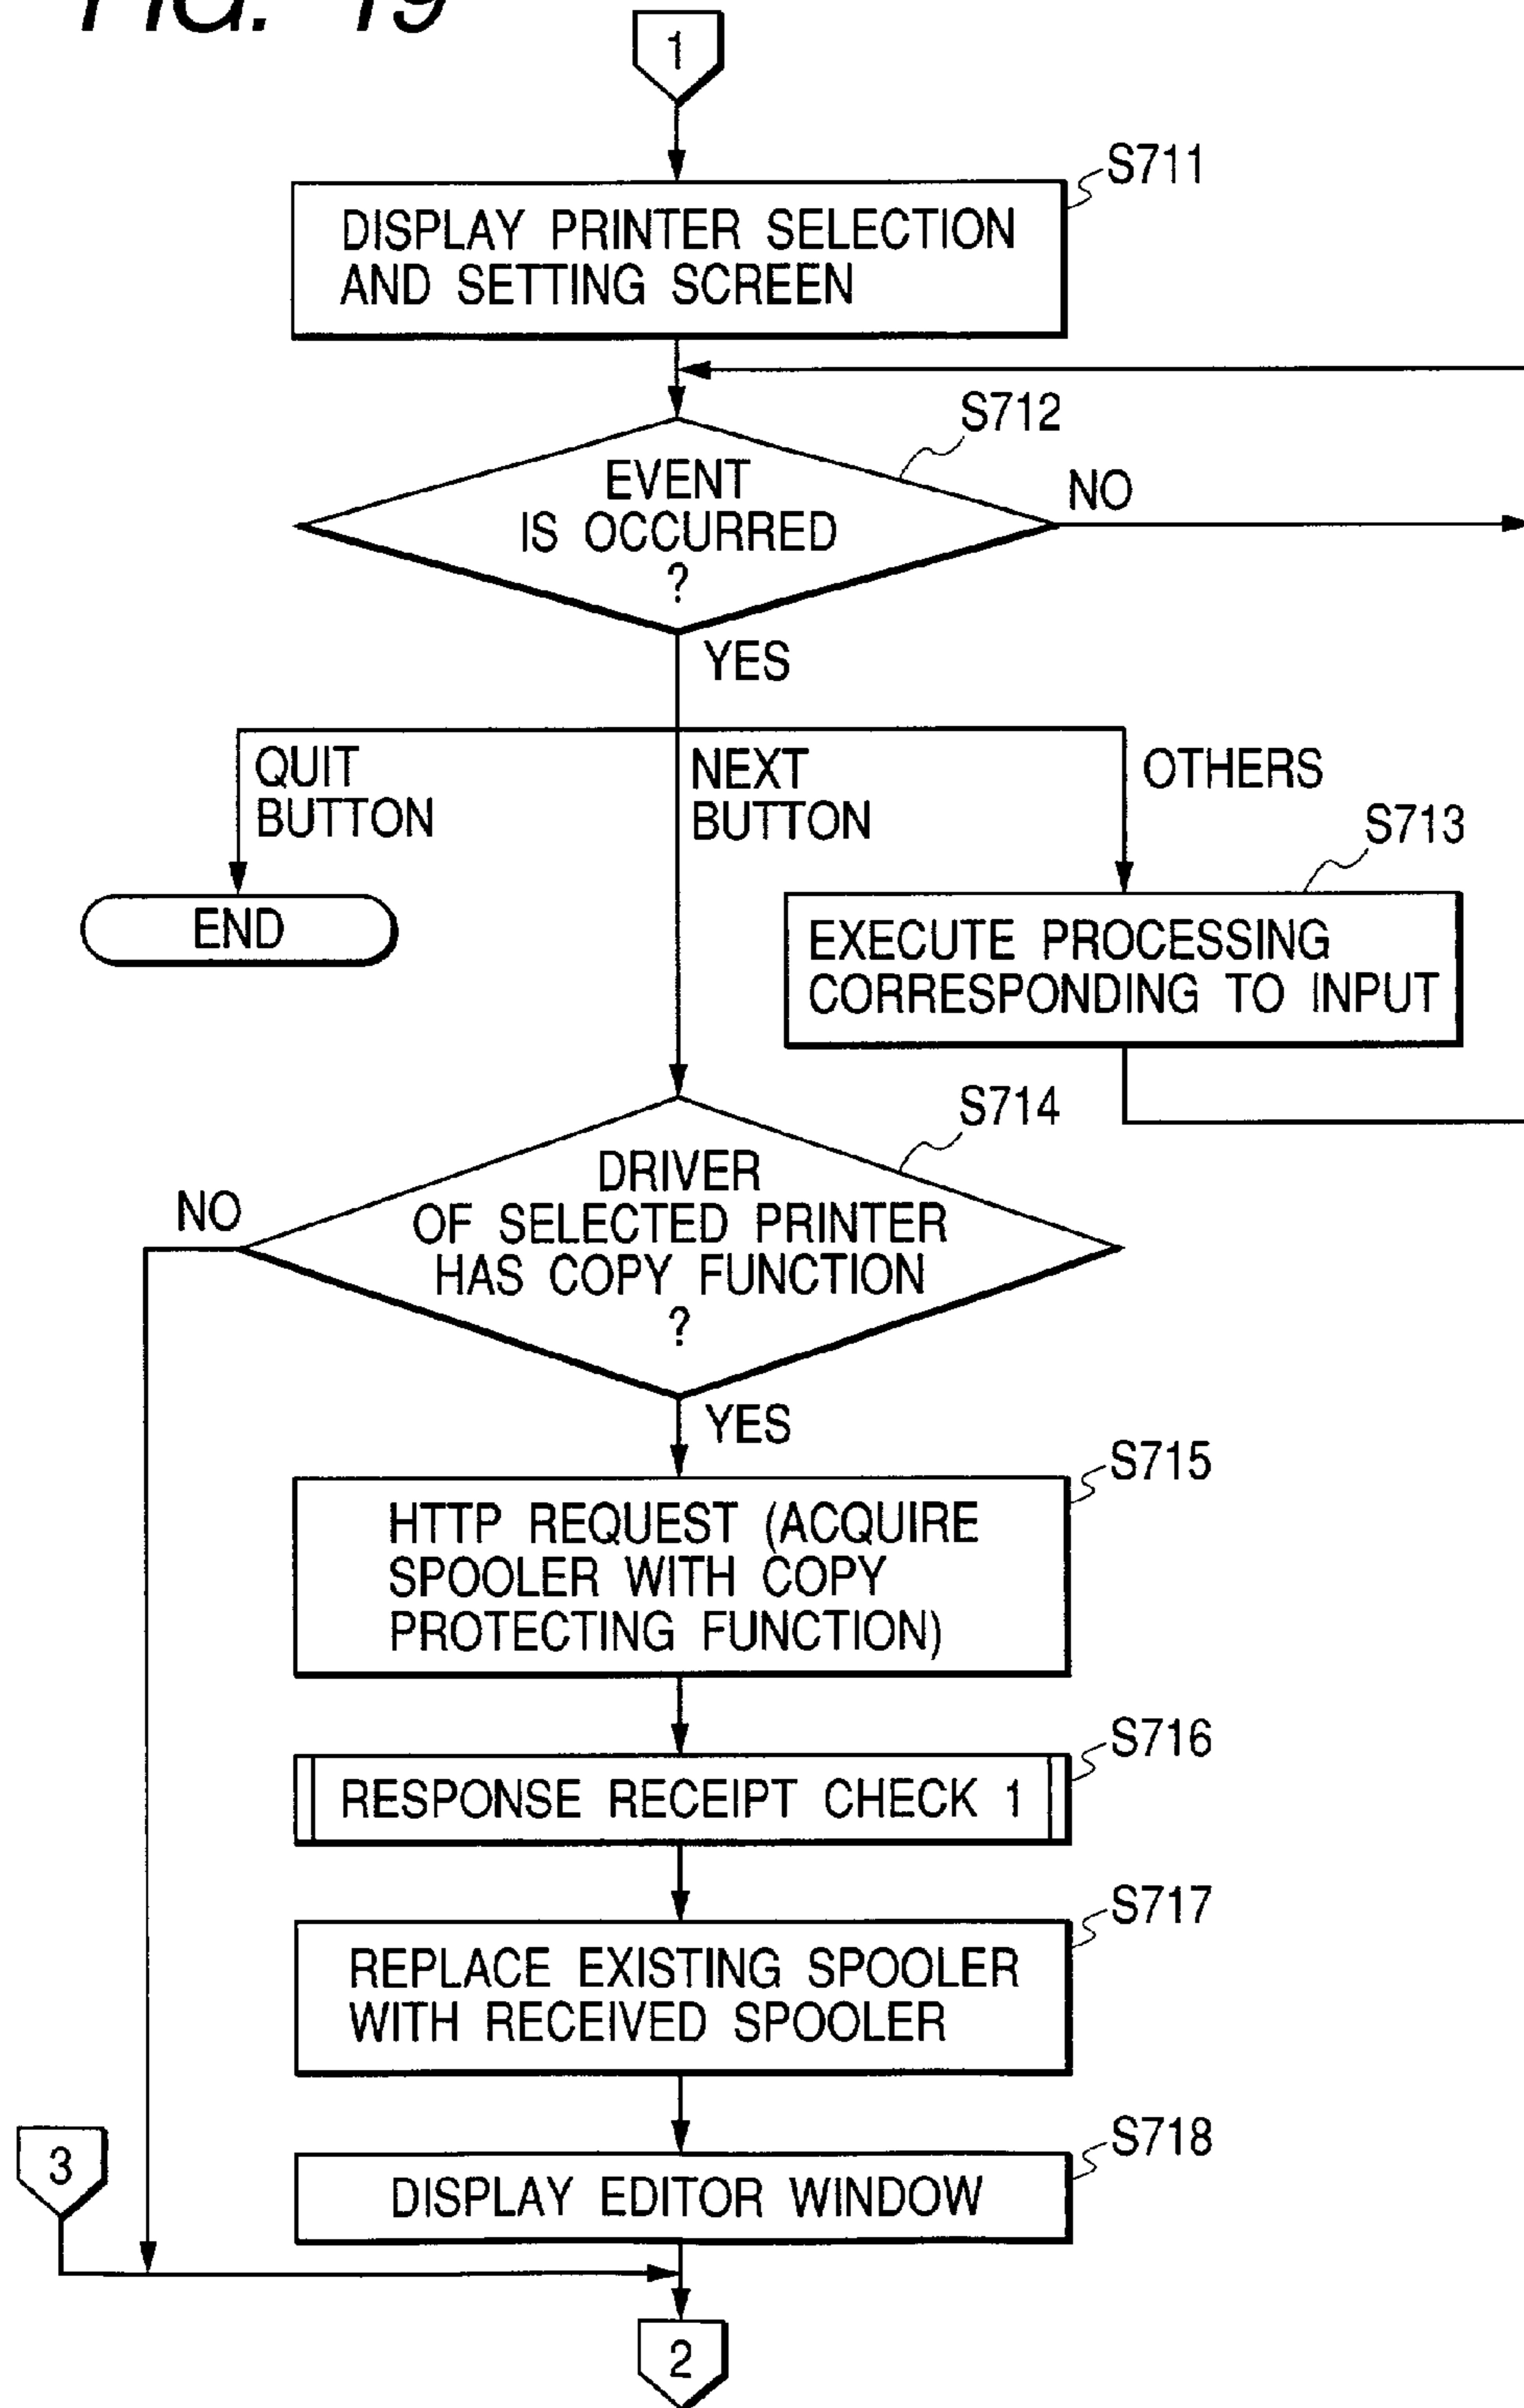 FIG. 19
1
S711
DISPLAY PRINTER SELECTION
AND SETTING SCREEN
S712
EVENT
IS OCCURRED
?
NO
YES
QUIT
BUTTON
NEXT
BUTTON
OTHERS
S713
END
EXECUTE PROCESSING
CORRESPONDING TO INPUT
S714
DRIVER
OF SELECTED PRINTER
HAS COPY FUNCTION
?
NO
YES
S715
HTTP REQUEST (ACQUIRE
SPOOLER WITH COPY
PROTECTING FUNCTION)
S716
RESPONSE RECEIPT CHECK 1
S717
REPLACE EXISTING SPOOLER
WITH RECEIVED SPOOLER
3
S718
DISPLAY EDITOR WINDOW
2